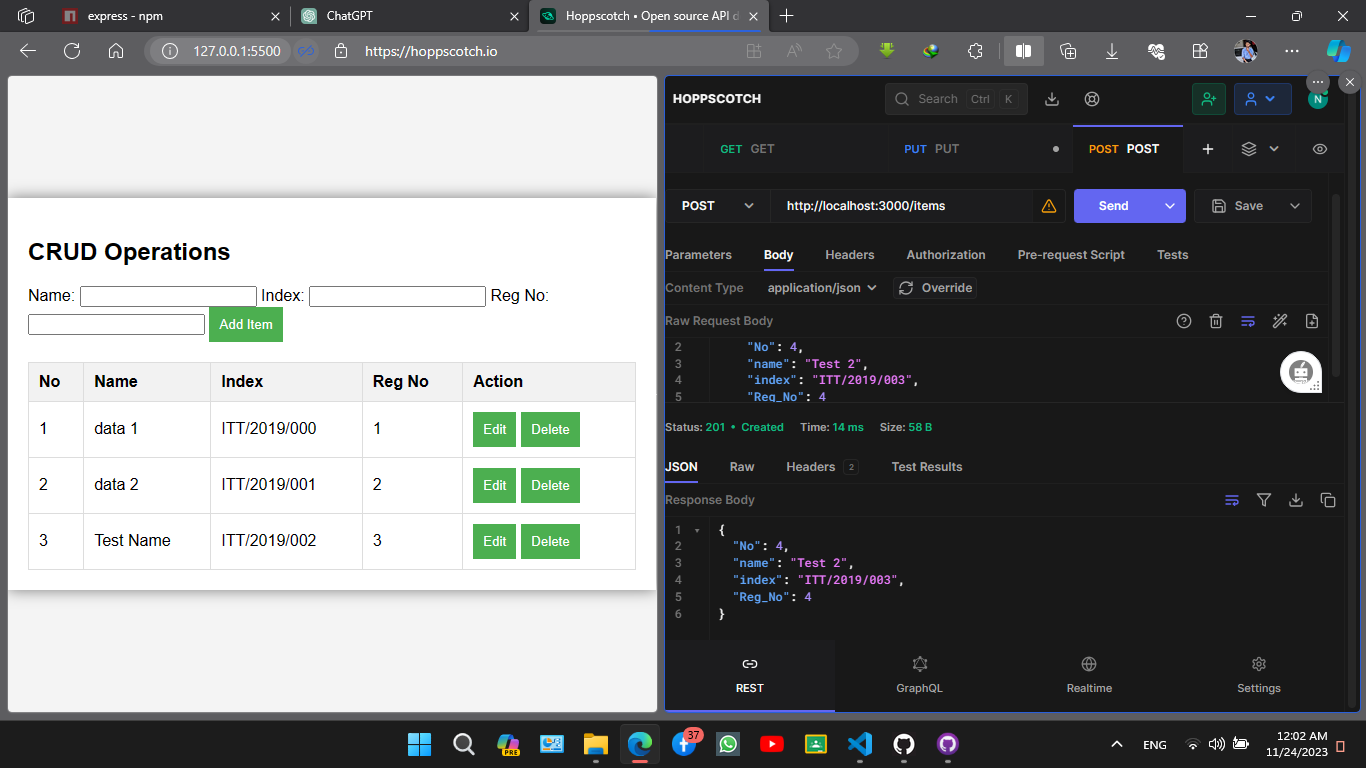 express - npm
ChatGPT
Hoppscotch • Open source API d
127.0.0.1:5500
https://hoppscotch.io
CRUD Operations
Name: Index: Reg No:
Add Item
No Name Index Reg No Action
1 data 1 ITT/2019/000 1 Edit Delete
2 data 2 ITT/2019/001 2 Edit Delete
3 Test Name ITT/2019/002 3 Edit Delete
HOPPSCOTCH
Search Ctrl K
N
GET GET
PUT PUT
POST POST
POST
http://localhost:3000/items
Send
Save
Parameters Body Headers Authorization Pre-request Script Tests
Content Type application/json Override
Raw Request Body
2 "No": 4,
3 "name": "Test 2",
4 "index": "ITT/2019/003",
5 "Reg_No": 4
Status: 201 • Created Time: 14 ms Size: 58 B
JSON Raw Headers 2 Test Results
Response Body
1 {
2 "No": 4,
3 "name": "Test 2",
4 "index": "ITT/2019/003",
5 "Reg_No": 4
6 }
REST GraphQL Realtime Settings
PRE
37
ENG
12:02 AM
11/24/2023